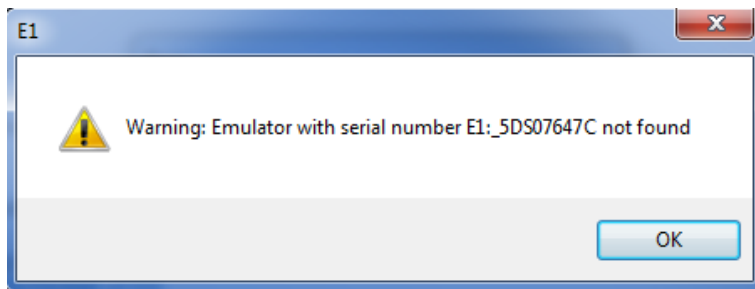 E1
Warning: Emulator with serial number E1:_5DS07647C not found
OK